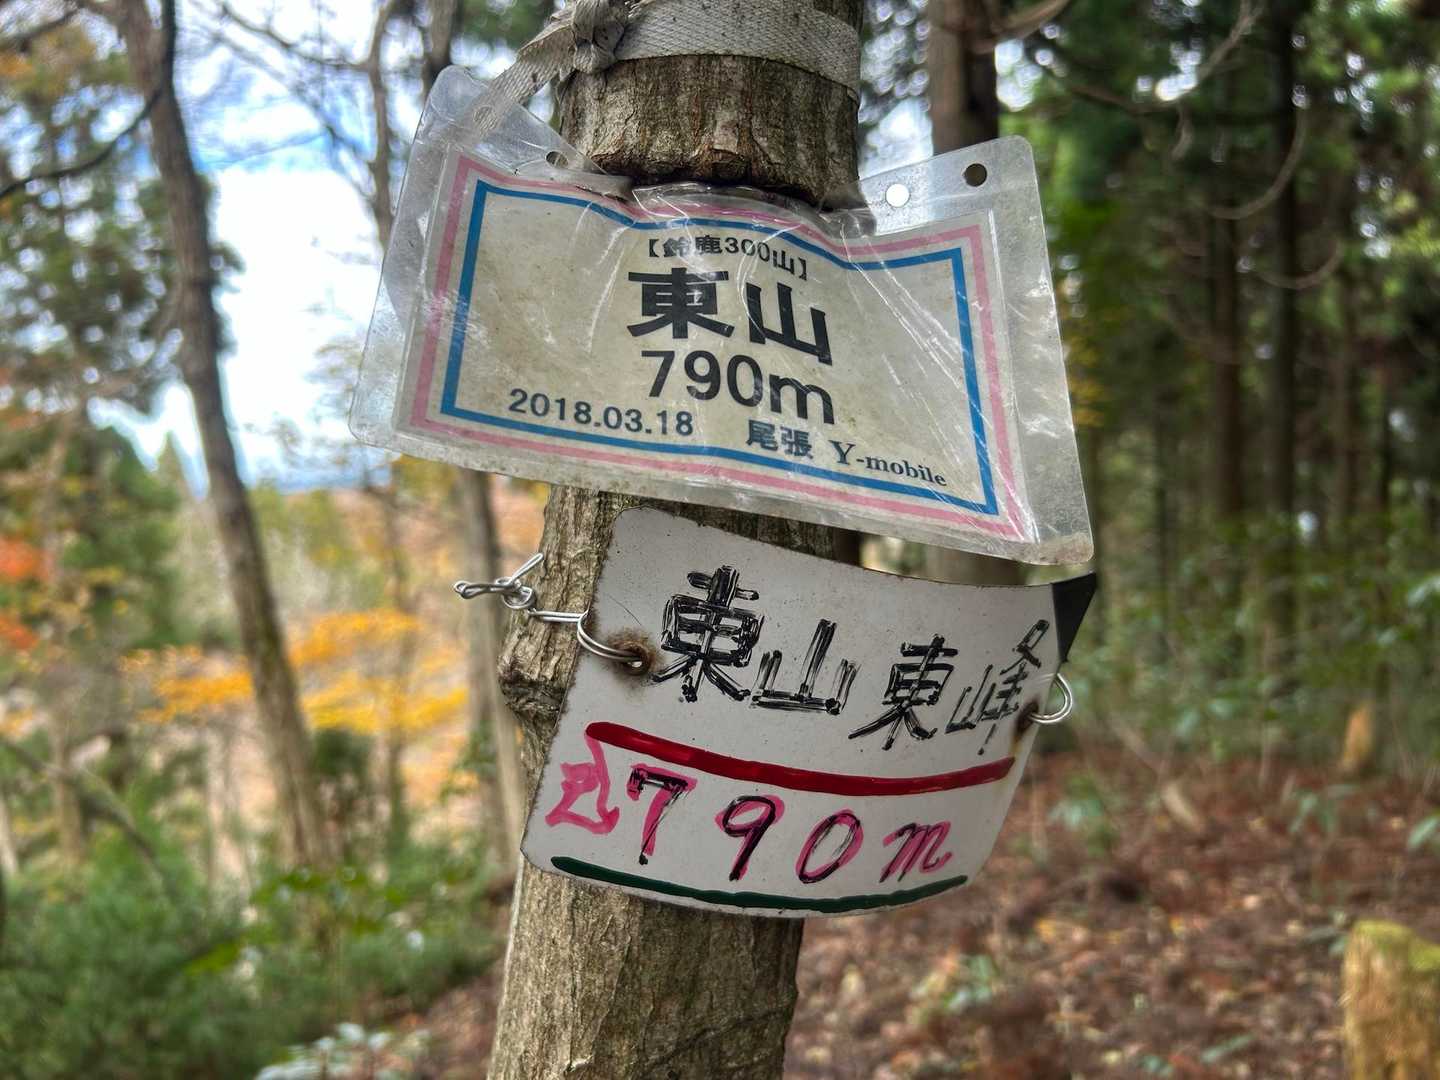 【鈴鹿300山】
東山
790m
2018.03.18 尾張 Y-mobile
東山 東峰
790m